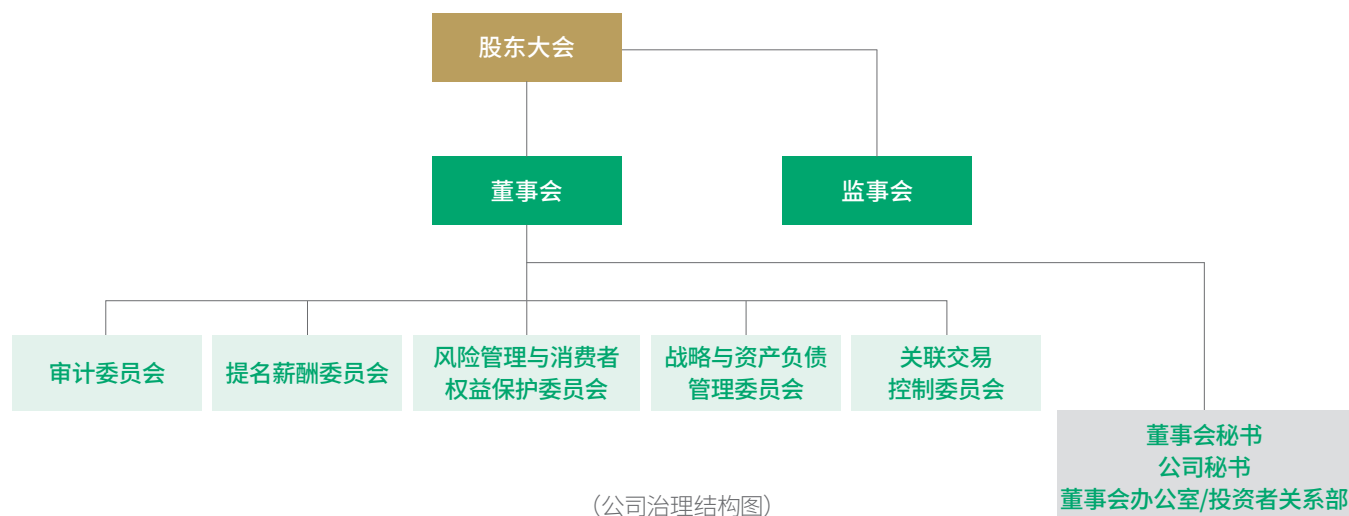 股东大会
董事会
监事会
审计委员会
提名薪酬委员会
风险管理与消费者
权益保护委员会
战略与资产负债
管理委员会
关联交易
控制委员会
董事会秘书
公司秘书
董事会办公室/投资者关系部
（公司治理结构图）